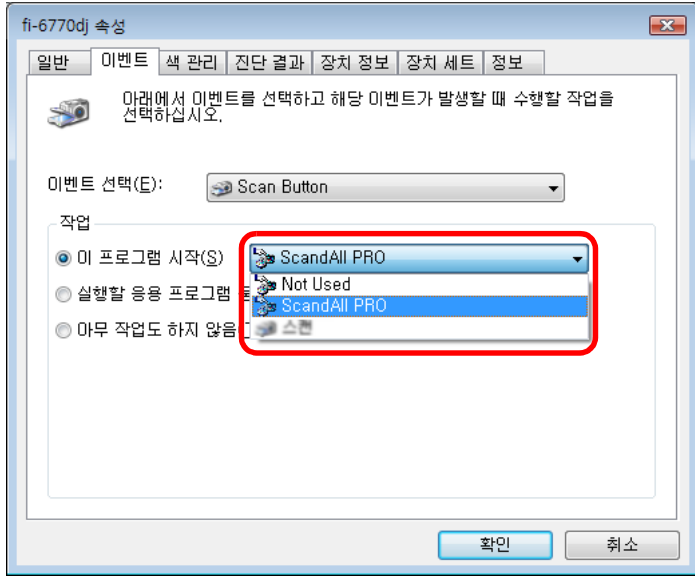 fi-6770dj 속성
일반 이벤트 색 관리 진단 결과 장치 정보 장치 세트 정보
아래에서 이벤트를 선택하고 해당 이벤트가 발생할 때 수행할 작업을
선택하십시오.
이벤트 선택(E): Scan Button
작업
이 프로그램 시작(S) ScandAll PRO
Not Used
실행할 응용 프로그램
ScandAll PRO
아무 작업도 하지 않음 스캔
확인 취소